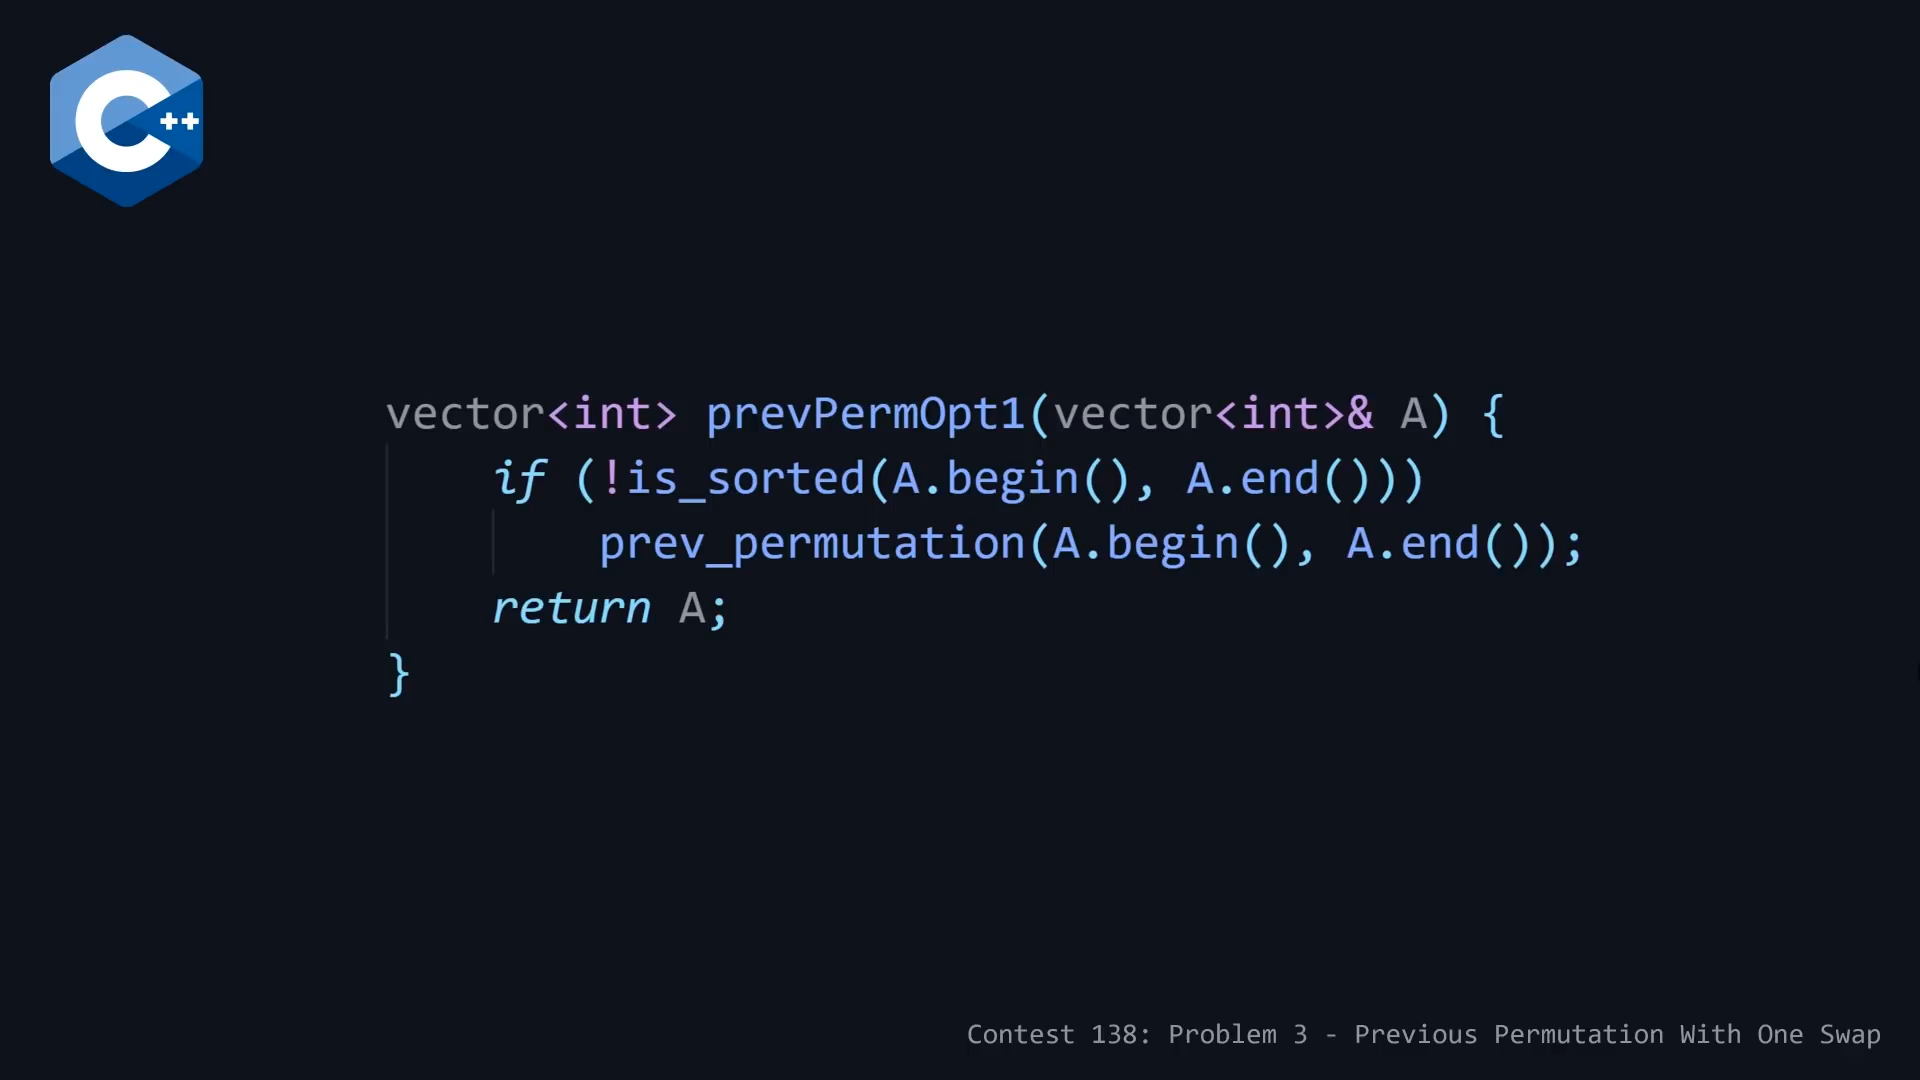 C++
vector<int> prevPermOpt1(vector<int>& A) {
    if (!is_sorted(A.begin(), A.end()))
        prev_permutation(A.begin(), A.end());
    return A;
}
Contest 138: Problem 3 - Previous Permutation With One Swap